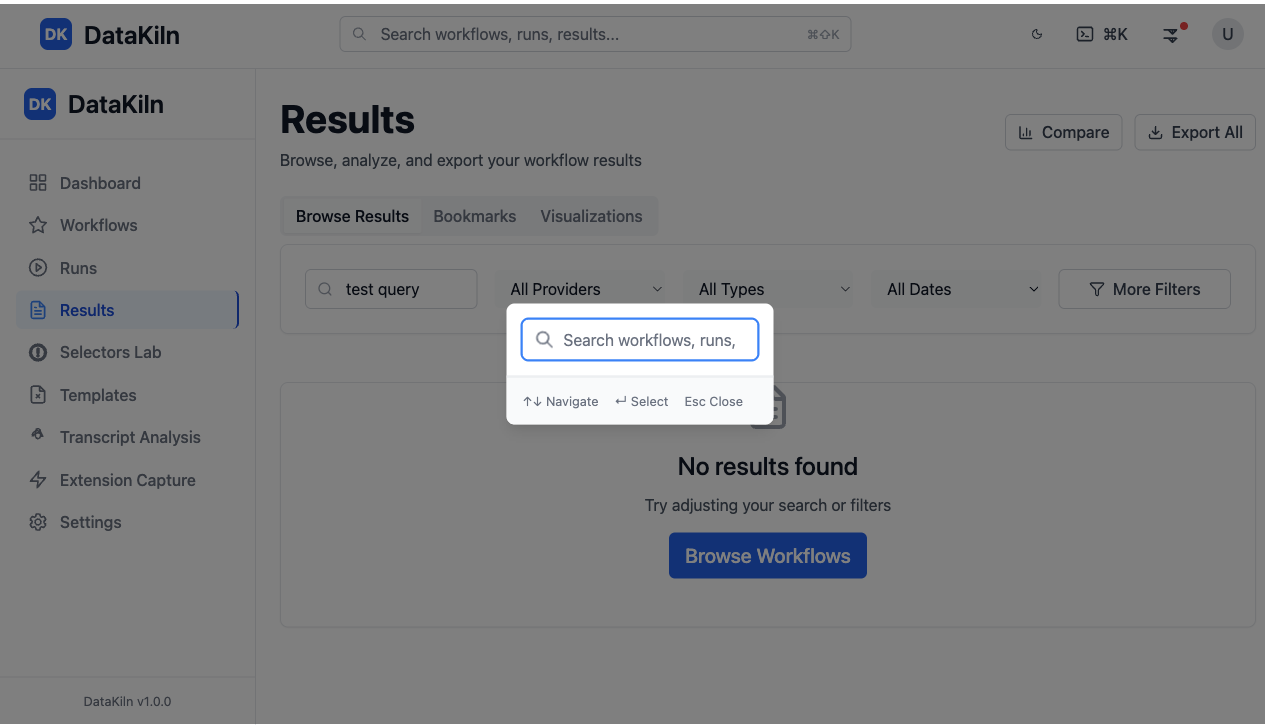 DK DataKiln
Search workflows, runs, results... ⌘⇧K
⌘K
U
DK DataKiln
Dashboard
Workflows
Runs
Results
Selectors Lab
Templates
Transcript Analysis
Extension Capture
Settings
DataKiln v1.0.0
Results
Browse, analyze, and export your workflow results
Compare
Export All
Browse Results Bookmarks Visualizations
test query All Providers All Types All Dates More Filters
Search workflows, runs,
↑↓ Navigate ↵ Select Esc Close
No results found
Try adjusting your search or filters
Browse Workflows